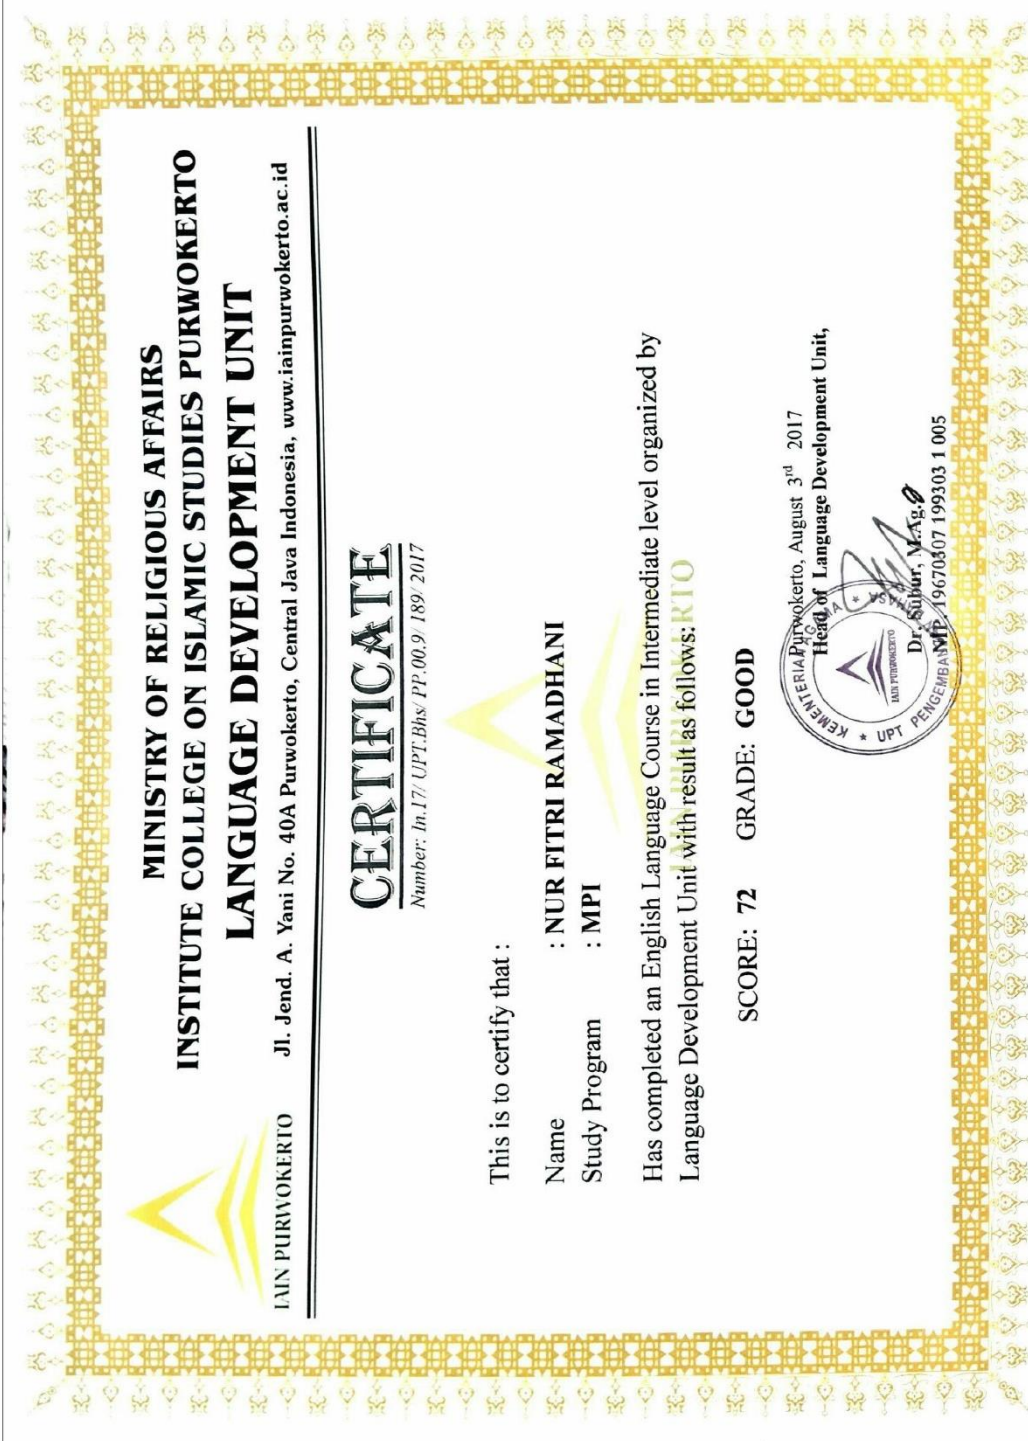 MINISTRY OF RELIGIOUS AFFAIRS
INSTITUTE COLLEGE ON ISLAMIC STUDIES PURWOKERTO
LANGUAGE DEVELOPMENT UNIT
IAIN PURWOKERTO
Jl. Jend. A. Yani No. 40A Purwokerto, Central Java Indonesia, www.iainpurwokerto.ac.id
CERTIFICATE
Number: In.17/ UPT.Bhs/ PP.00.9/ 189/ 2017
This is to certify that :
Name : NUR FITRI RAMADHANI
Study Program : MPI
Has completed an English Language Course in Intermediate level organized by
Language Development Unit with result as follows:
IAIN PURWOKERTO
SCORE: 72 GRADE: GOOD
Purwokerto, August 3rd 2017
Head of Language Development Unit,
KEMENTERIAN AGAMA
IAIN PURWOKERTO
UPT PENGEMBANGAN BAHASA
Dr. Subur, M.Ag.
NIP. 19670307 199303 1 005